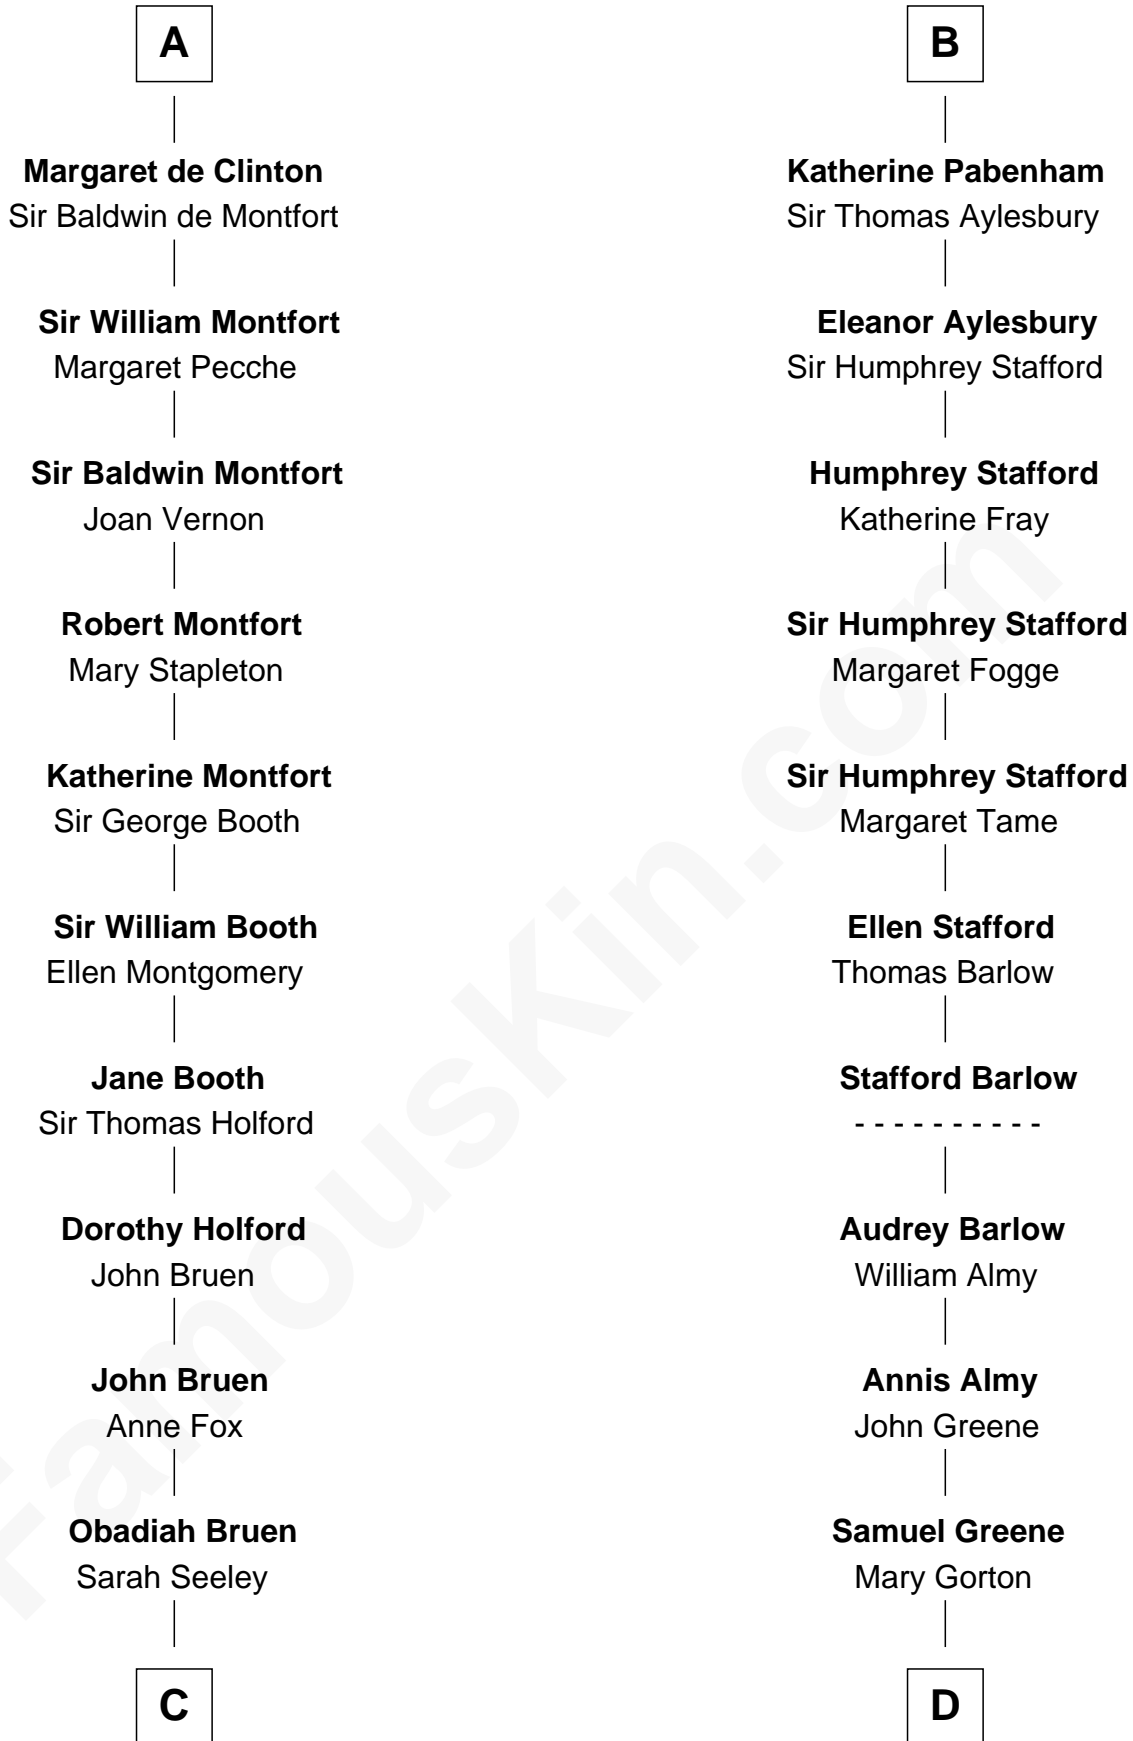 A
Margaret de Clinton
Sir Baldwin de Montfort
Sir William Montfort
Margaret Pecche
Sir Baldwin Montfort
Joan Vernon
Robert Montfort
Mary Stapleton
Katherine Montfort
Sir George Booth
Sir William Booth
Ellen Montgomery
Jane Booth
Sir Thomas Holford
Dorothy Holford
John Bruen
John Bruen
Anne Fox
Obadiah Bruen
Sarah Seeley
C
B
Katherine Pabenham
Sir Thomas Aylesbury
Eleanor Aylesbury
Sir Humphrey Stafford
Humphrey Stafford
Katherine Fray
Sir Humphrey Stafford
Margaret Fogge
Sir Humphrey Stafford
Margaret Tame
Ellen Stafford
Thomas Barlow
Stafford Barlow
- - - - - - - - - -
Audrey Barlow
William Almy
Annis Almy
John Greene
Samuel Greene
Mary Gorton
D
FamousKin.com